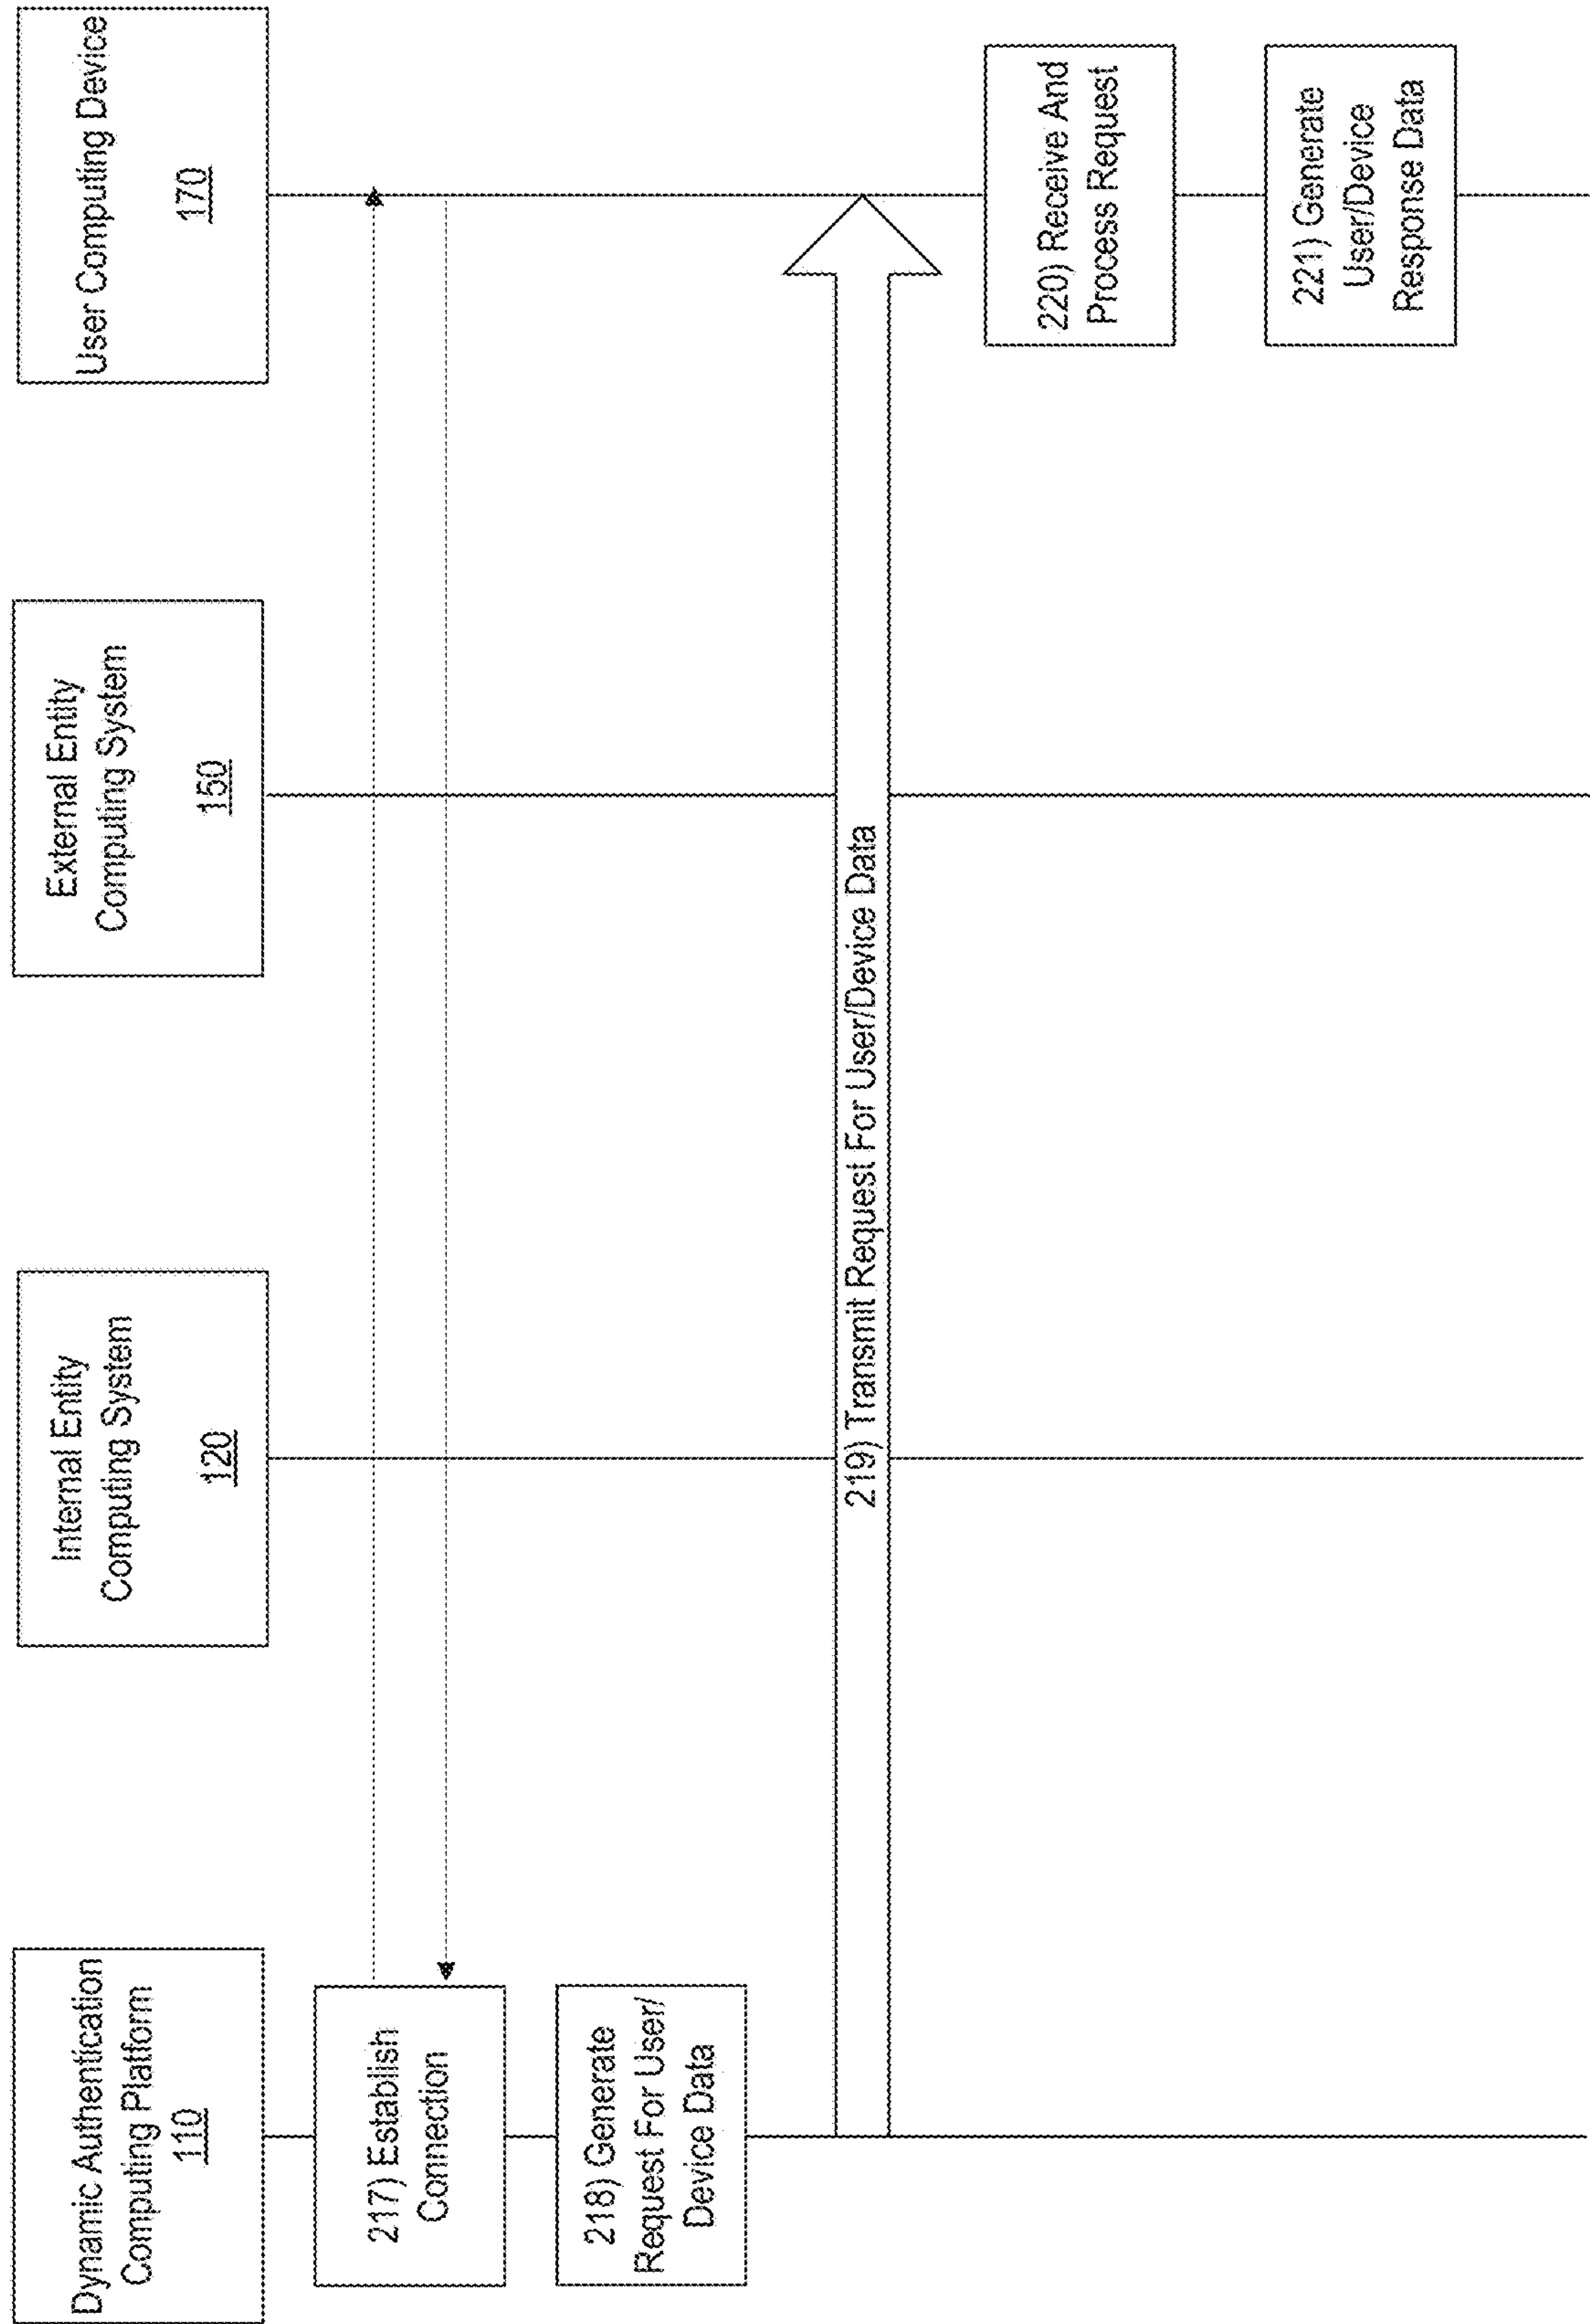 Dynamic Authentication
Computing Platform
110
Internal Entity
Computing System
120
External Entity
Computing System
150
User Computing Device
170
217) Establish
Connection
218) Generate
Request For User/
Device Data
219) Transmit Request For User/Device Data
220) Receive And
Process Request
221) Generate
User/Device
Response Data